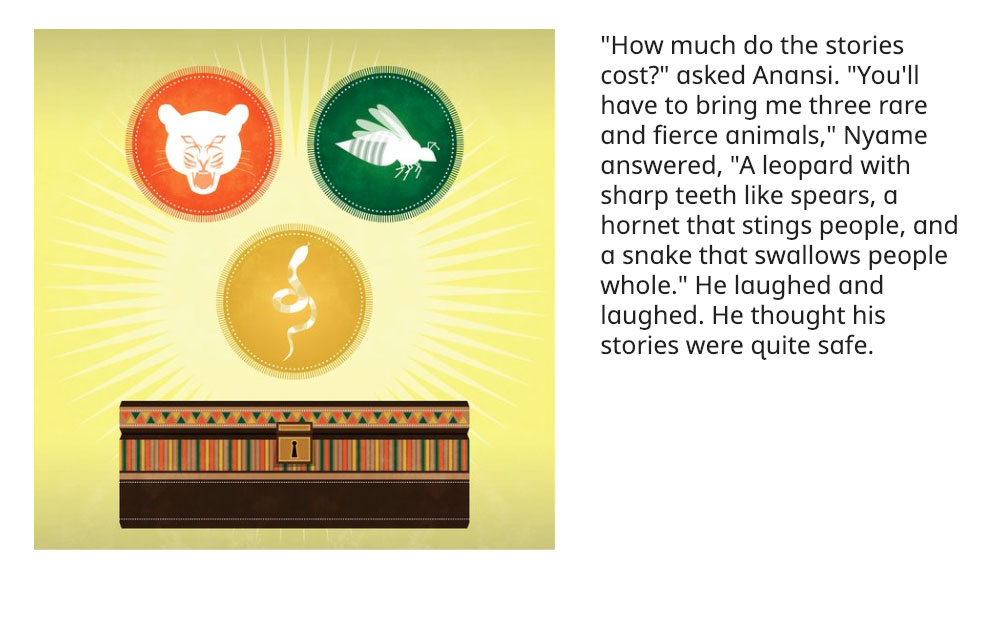 "How much do the stories
cost?" asked Anansi. "You'll
have to bring me three rare
and fierce animals," Nyame
answered, "A leopard with
sharp teeth like spears, a
hornet that stings people, and
a snake that swallows people
whole." He laughed and
laughed. He thought his
stories were quite safe.